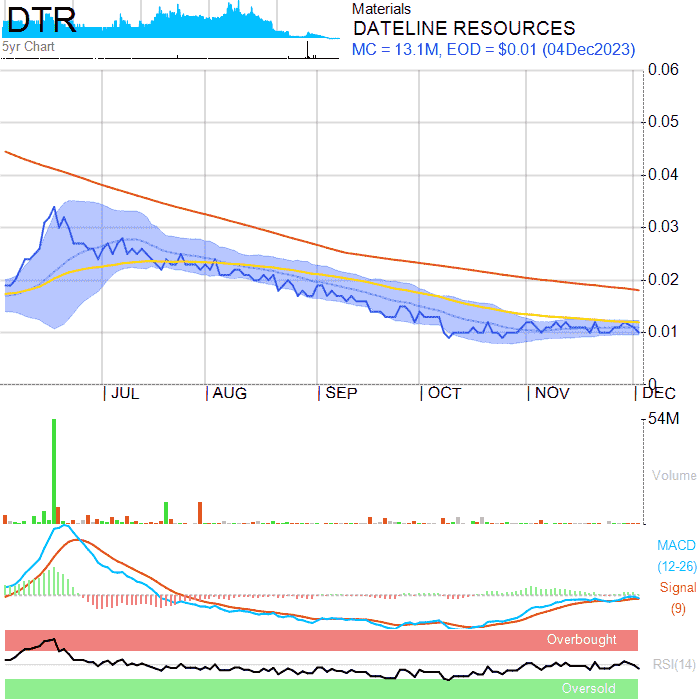 DTR
5yr Chart
Materials
DATELINE RESOURCES
MC = 13.1M, EOD = $0.01 (04Dec2023)
0.06
0.05
0.04
0.03
0.02
0.01
0
JUL AUG SEP OCT NOV DEC
54M
Volume
MACD
(12-26)
Signal
(9)
Overbought
RSI(14)
Oversold